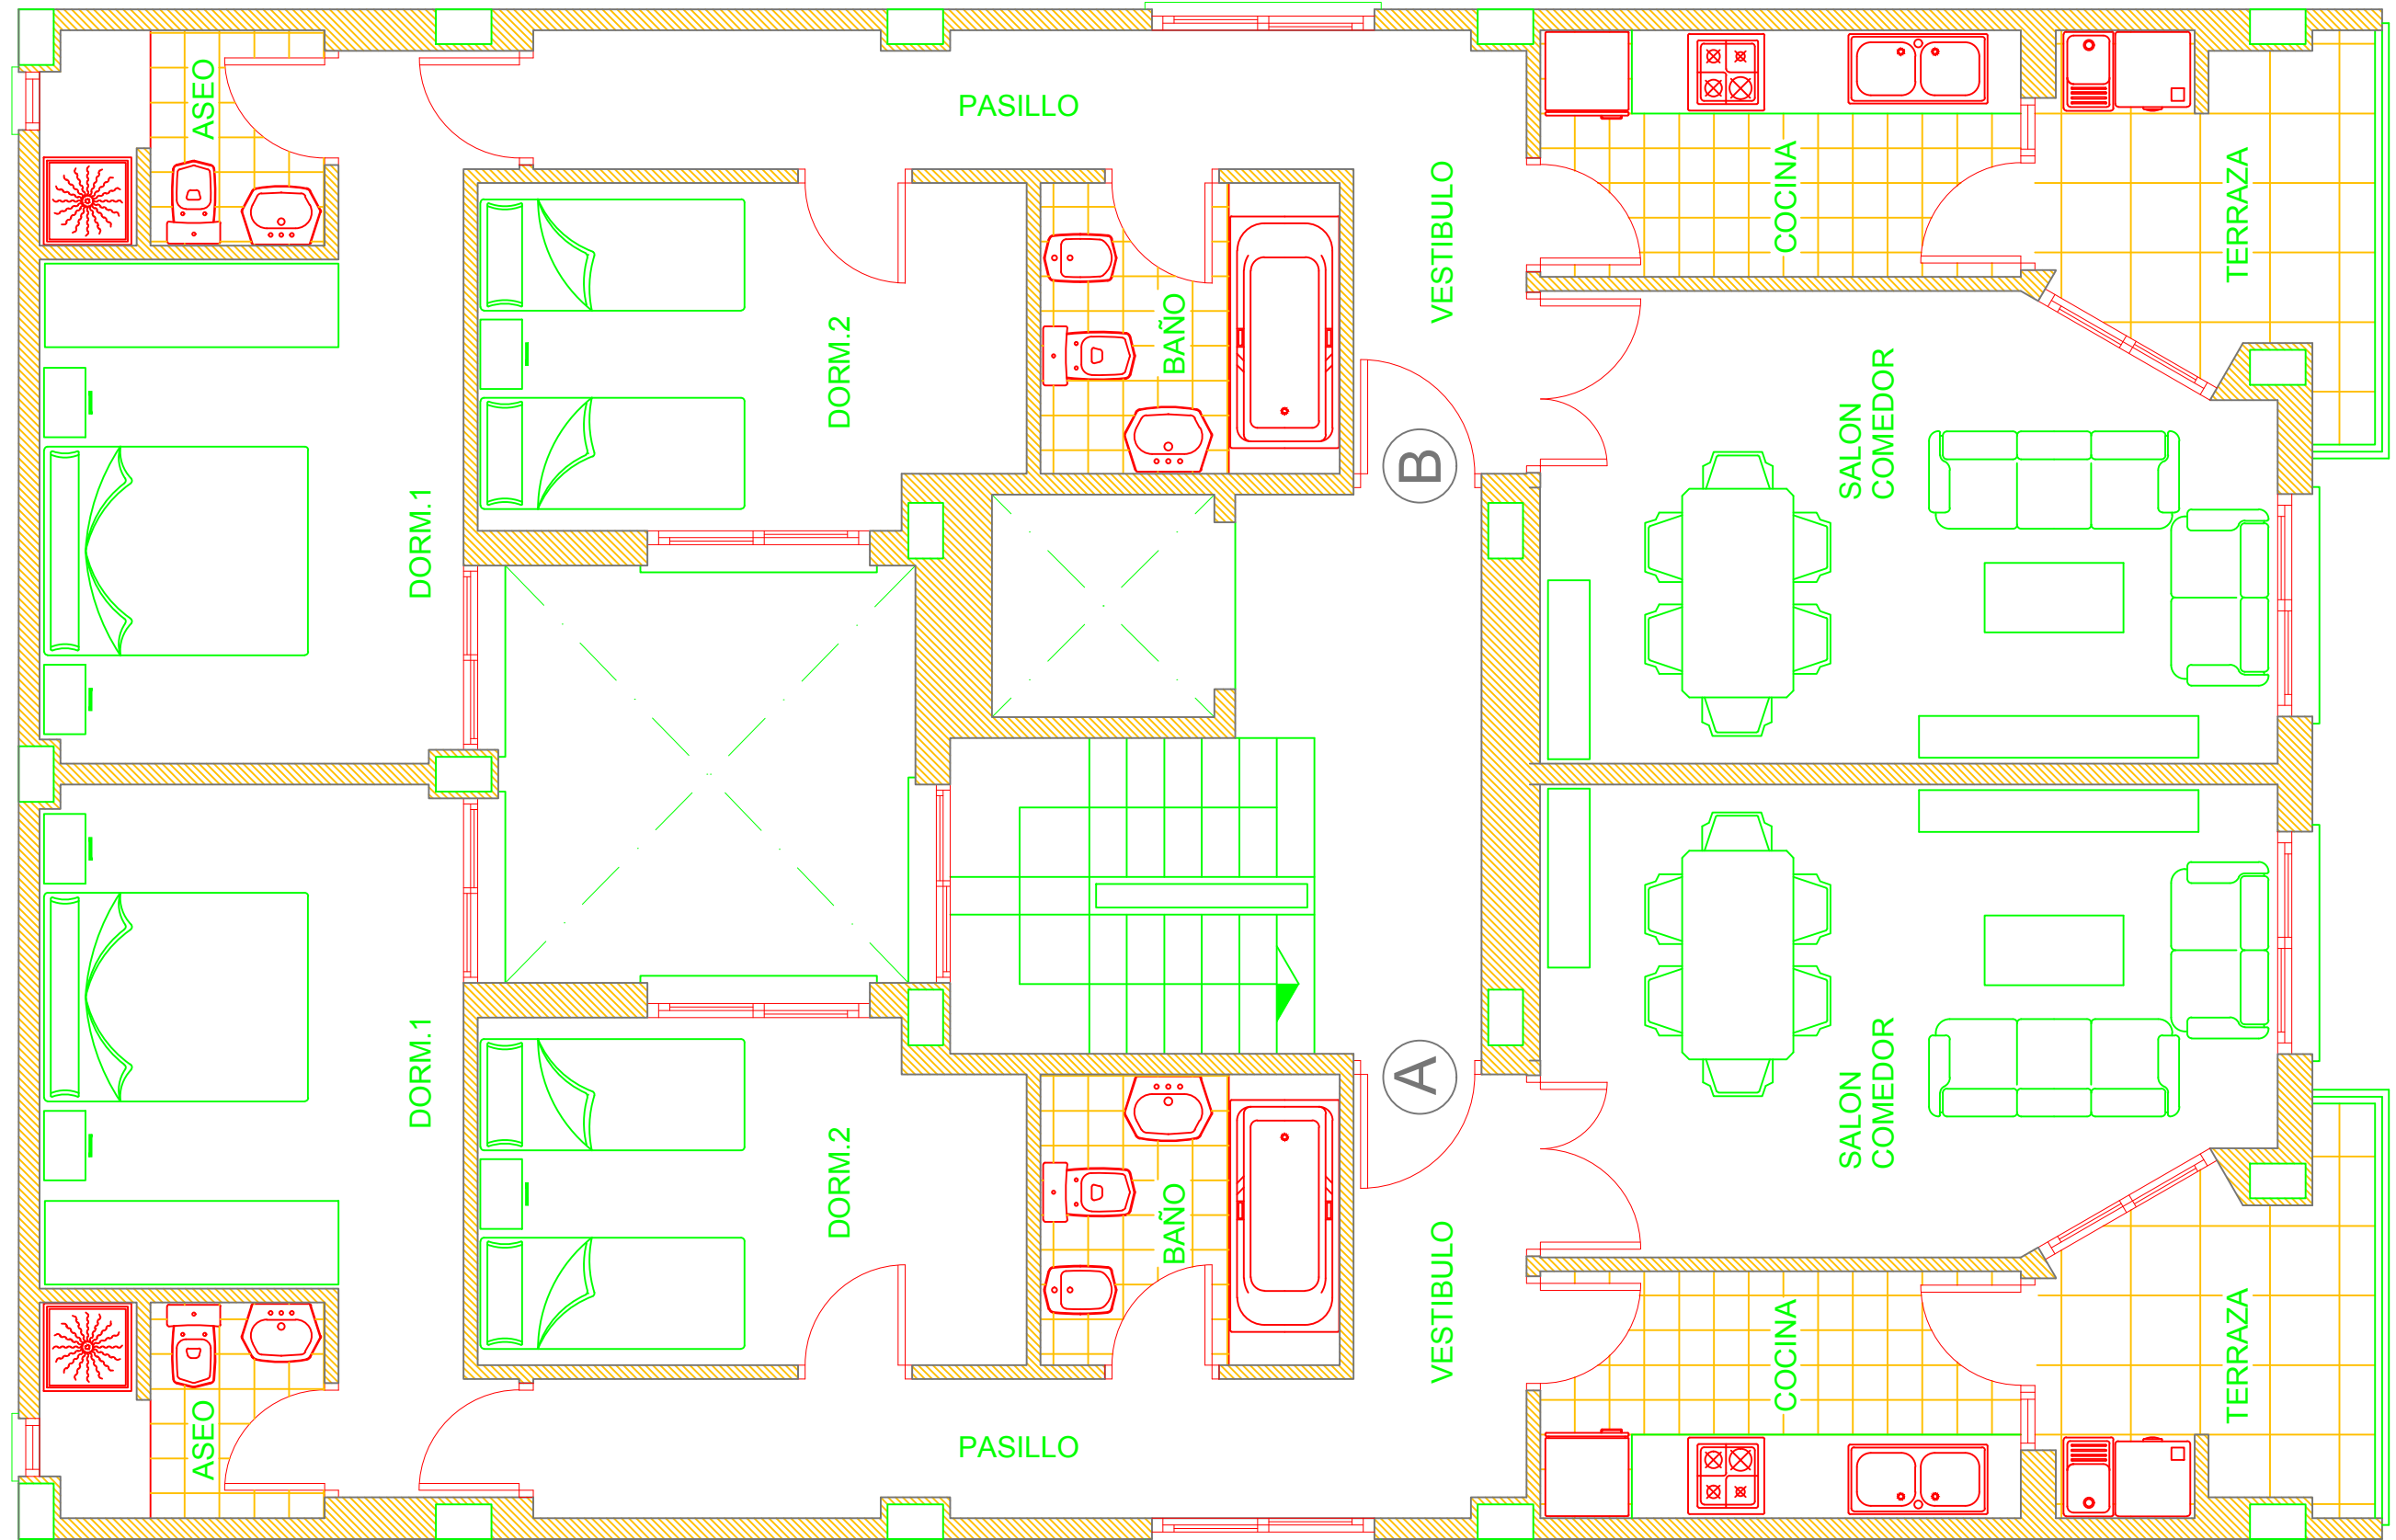 ASEO
PASILLO
VESTIBULO
COCINA
TERRAZA
DORM.1
DORM.2
BAÑO
SALON
COMEDOR
B
DORM.1
DORM.2
BAÑO
A
SALON
COMEDOR
ASEO
PASILLO
VESTIBULO
COCINA
TERRAZA